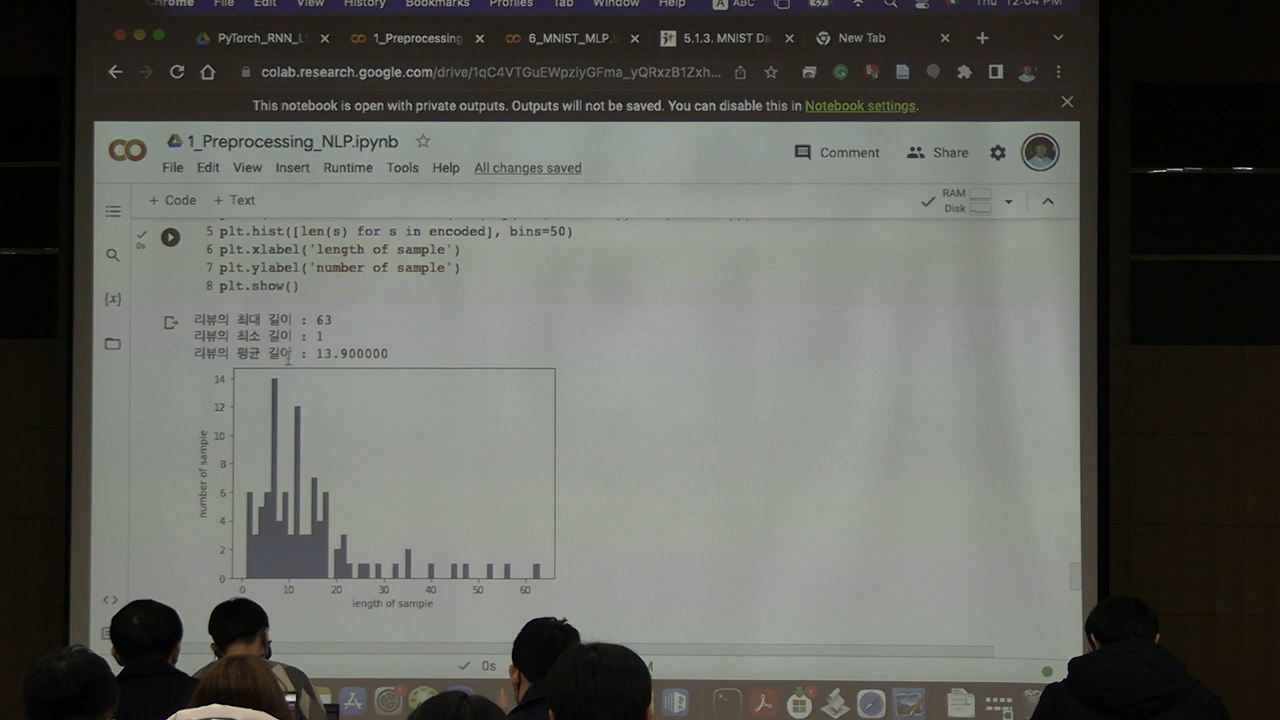 Chrome File Edit View History Bookmarks Profiles Tab Window Help A ABC Thu 12:04 PM
PyTorch_RNN_L 1_Preprocessing 6_MNIST_MLP.i 5.1.3. MNIST Da New Tab
colab.research.google.com/drive/1qC4VTGuEWpziyGFma_yQRxzB1Zxh...
This notebook is open with private outputs. Outputs will not be saved. You can disable this in Notebook settings.
1_Preprocessing_NLP.ipynb
Comment Share
File Edit View Insert Runtime Tools Help All changes saved
+ Code + Text
RAM
Disk
0s
5 plt.hist([len(s) for s in encoded], bins=50)
6 plt.xlabel('length of sample')
7 plt.ylabel('number of sample')
8 plt.show()
{x}
리뷰의 최대 길이 : 63
리뷰의 최소 길이 : 1
리뷰의 평균 길이 : 13.900000
14
12
10
8
6
4
2
0
number of sample
0 10 20 30 40 50 60
length of sample
0s